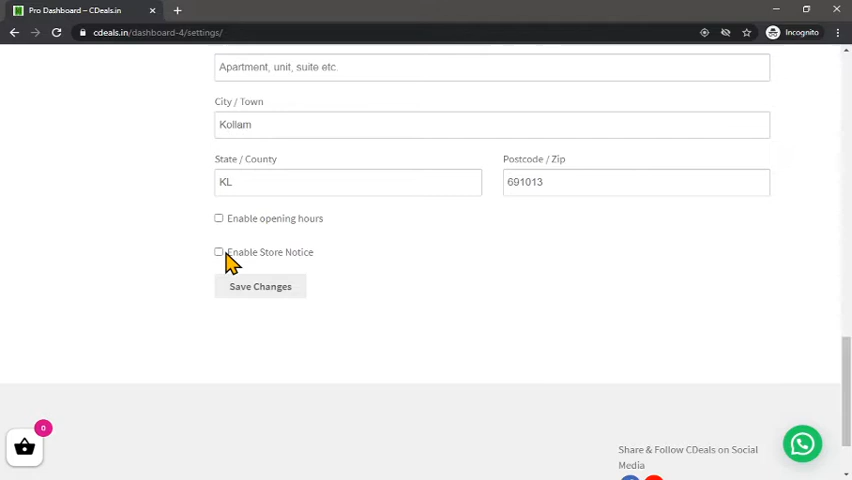 Pro Dashboard – CDeals.in
cdeals.in/dashboard-4/settings/
Incognito
Apartment, unit, suite etc.
City / Town
Kollam
State / County
Postcode / Zip
KL
691013
Enable opening hours
Enable Store Notice
Save Changes
0
Share & Follow CDeals on Social
Media